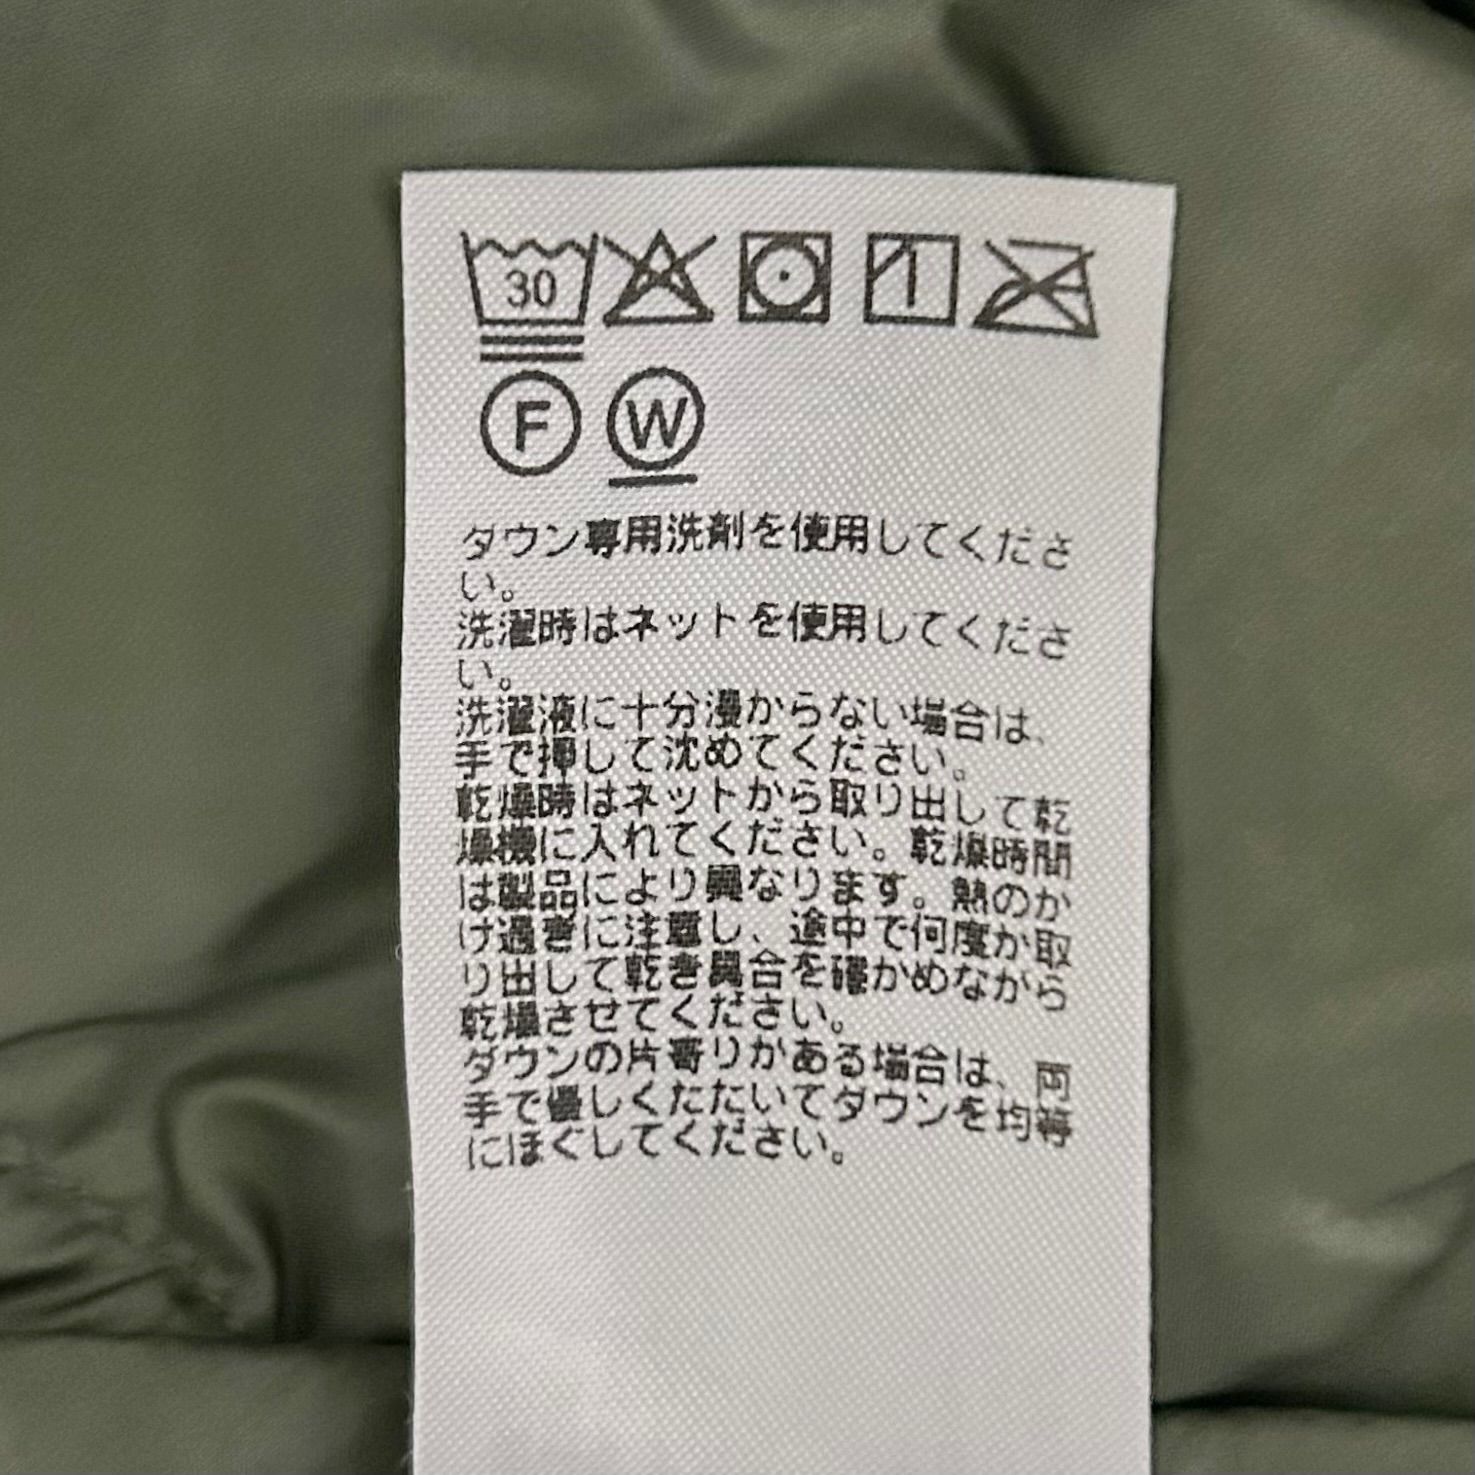 30
F W
ダウン専用洗剤を使用してくださ
い。
洗濯時はネットを使用してくださ
い。
洗濯液に十分浸からない場合は、
手で押して沈めてください。
乾燥時はネットから取り出して乾
燥機に入れてください。乾燥時間
は製品により異なります。熱のか
け過ぎに注意し、途中で何度か取
り出して乾き具合を確かめながら
乾燥させてください。
ダウンの片寄りがある場合は、両
手で優しくたたいてダウンを均等
にほぐしてください。